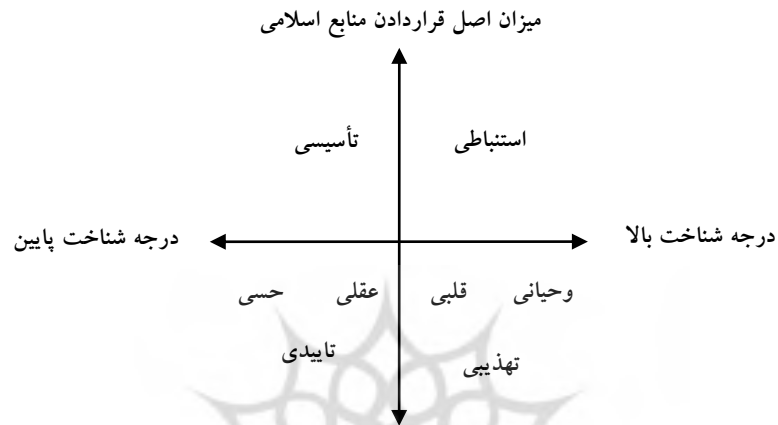 میزان اصل قراردادن منابع اسلامی
استنباطی
تأسیسی
درجه شناخت بالا
درجه شناخت پایین
وحیانی
قلبی
عقلی
حسی
تهذیبی
تاییدی